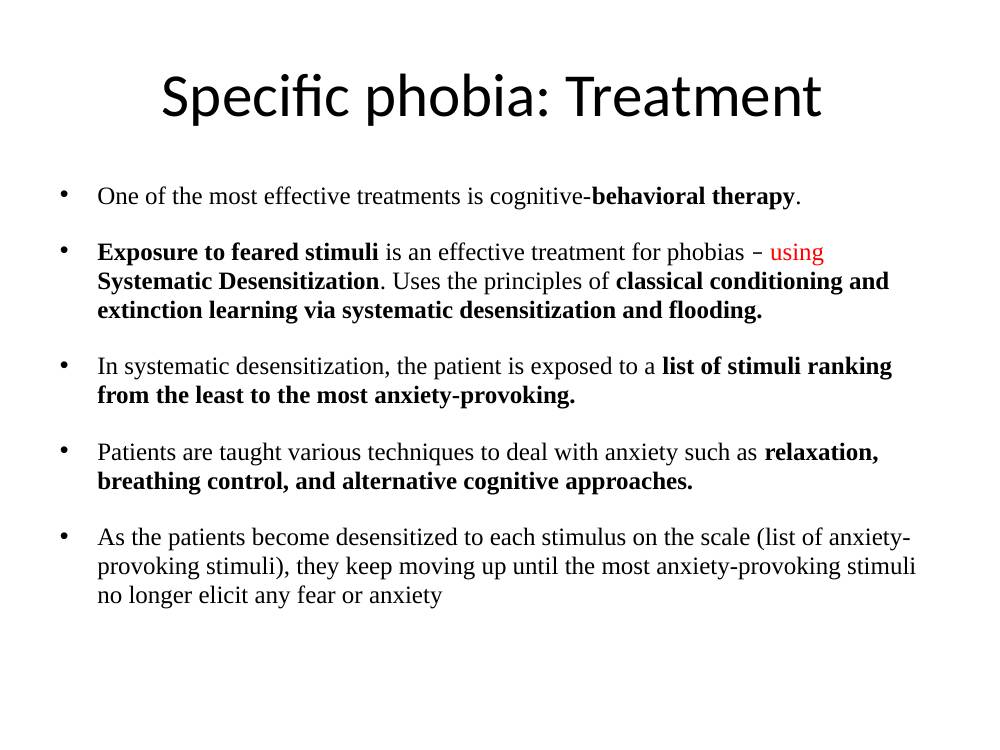 Specific phobia: Treatment
• One of the most effective treatments is cognitive-behavioral therapy.
• Exposure to feared stimuli is an effective treatment for phobias – using
Systematic Desensitization. Uses the principles of classical conditioning and
extinction learning via systematic desensitization and flooding.
• In systematic desensitization, the patient is exposed to a list of stimuli ranking
from the least to the most anxiety-provoking.
• Patients are taught various techniques to deal with anxiety such as relaxation,
breathing control, and alternative cognitive approaches.
• As the patients become desensitized to each stimulus on the scale (list of anxiety-
provoking stimuli), they keep moving up until the most anxiety-provoking stimuli
no longer elicit any fear or anxiety